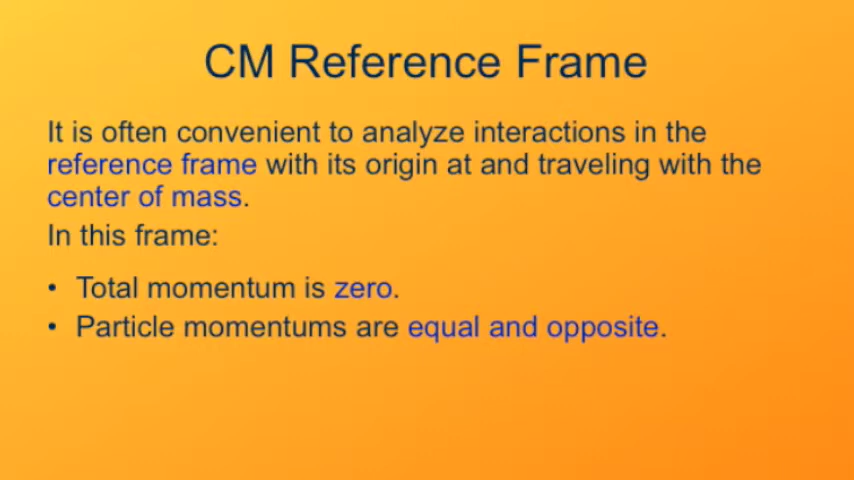 CM Reference Frame
It is often convenient to analyze interactions in the
reference frame with its origin at and traveling with the
center of mass.
In this frame:
• Total momentum is zero.
• Particle momentums are equal and opposite.